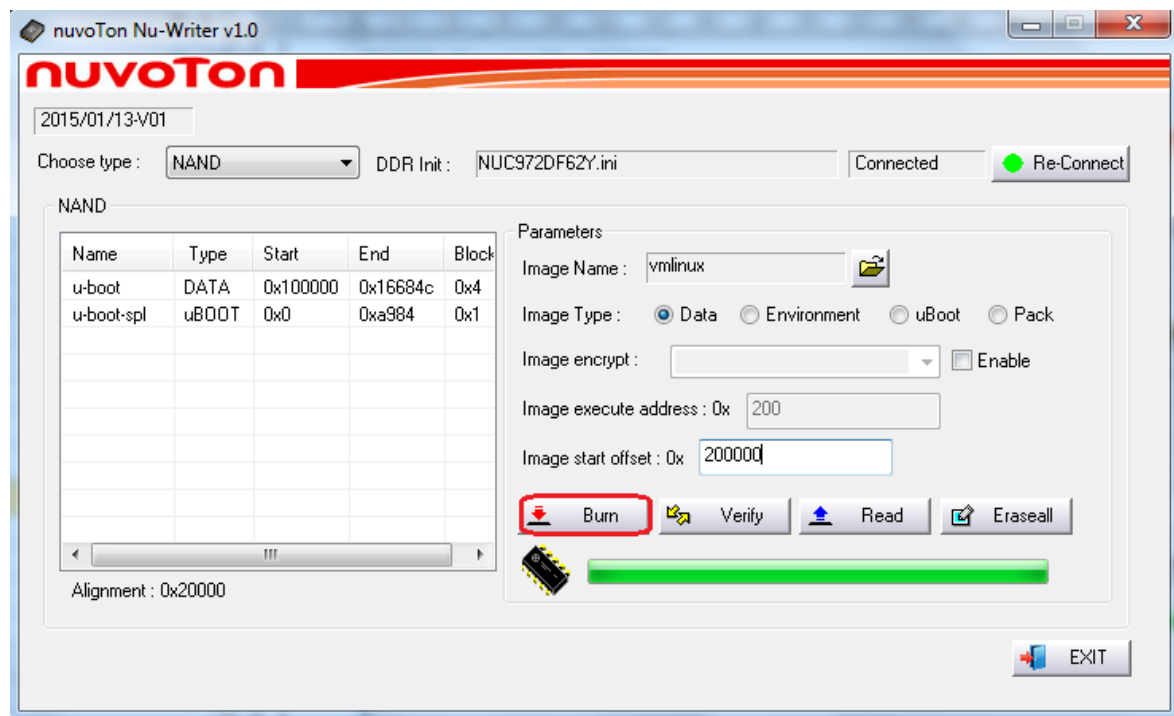 nuvoTon Nu-Writer v1.0
nuvoTon
2015/01/13-V01
Choose type : NAND DDR Init : NUC972DF62Y.ini Connected Re-Connect
NAND
Name Type Start End Block
u-boot DATA 0x100000 0x16684c 0x4
u-boot-spl uBOOT 0x0 0xa984 0x1
Alignment : 0x20000
Parameters
Image Name : vmlinux
Image Type : Data Environment uBoot Pack
Image encrypt : Enable
Image execute address : 0x 200
Image start offset : 0x 200000
Burn Verify Read Eraseall
EXIT